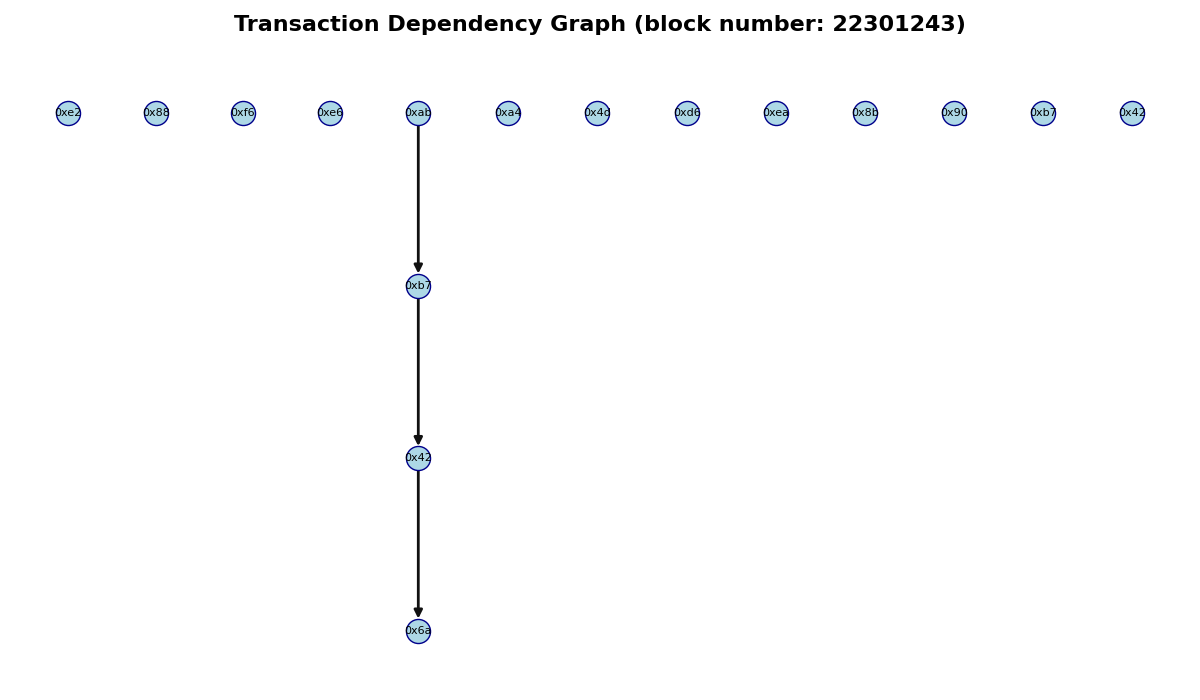 Transaction Dependency Graph (block number: 22301243)
0xe2 0x88 0xf6 0xe6 0xab 0xa4 0x4d 0xd6 0xea 0x8b 0x90 0xb7 0x42
0xb7
0x42
0x6a